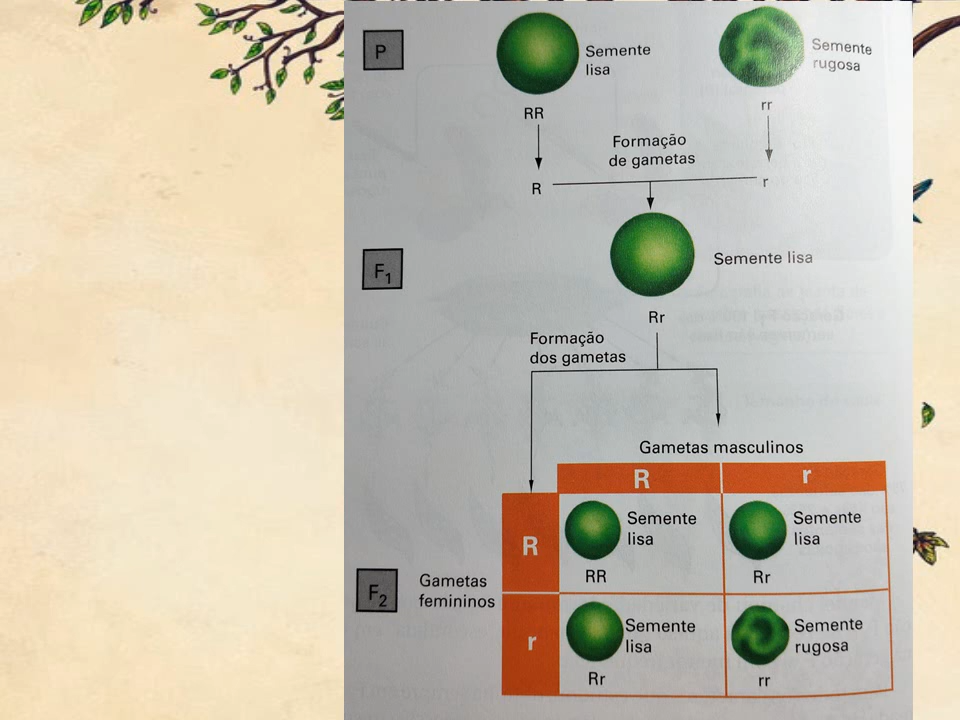 P
Semente
lisa
Semente
rugosa
RR
rr
Formação
de gametas
R
r
F1
Semente lisa
Rr
Formação
dos gametas
Gametas masculinos
R
r
R
Semente
lisa
RR
Semente
lisa
Rr
F2
Gametas
femininos
r
Semente
lisa
Rr
Semente
rugosa
rr